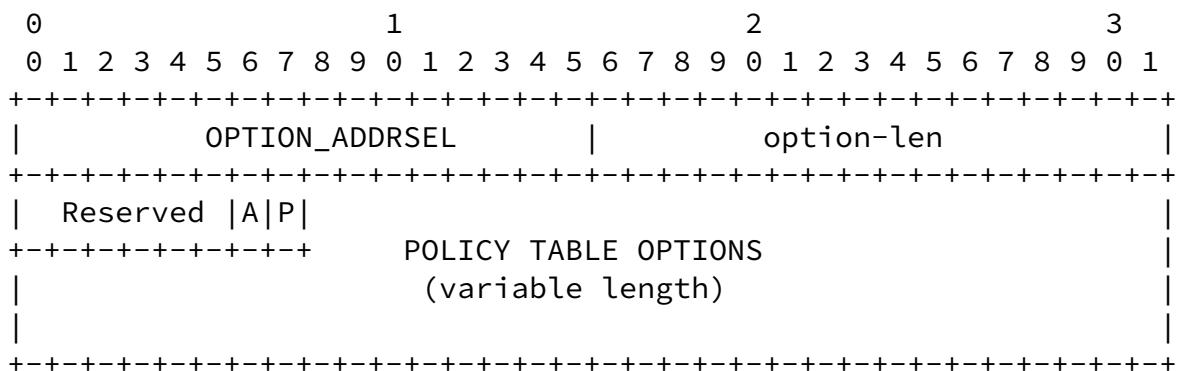 0                   1                   2                   3
 0 1 2 3 4 5 6 7 8 9 0 1 2 3 4 5 6 7 8 9 0 1 2 3 4 5 6 7 8 9 0 1
+-+-+-+-+-+-+-+-+-+-+-+-+-+-+-+-+-+-+-+-+-+-+-+-+-+-+-+-+-+-+-+-+
|          OPTION_ADDRSEL       |         option-len            |
+-+-+-+-+-+-+-+-+-+-+-+-+-+-+-+-+-+-+-+-+-+-+-+-+-+-+-+-+-+-+-+-+
|  Reserved |A|P|                                               |
+-+-+-+-+-+-+-+-+     POLICY TABLE OPTIONS                      |
|                      (variable length)                        |
|                                                               |
+-+-+-+-+-+-+-+-+-+-+-+-+-+-+-+-+-+-+-+-+-+-+-+-+-+-+-+-+-+-+-+-+